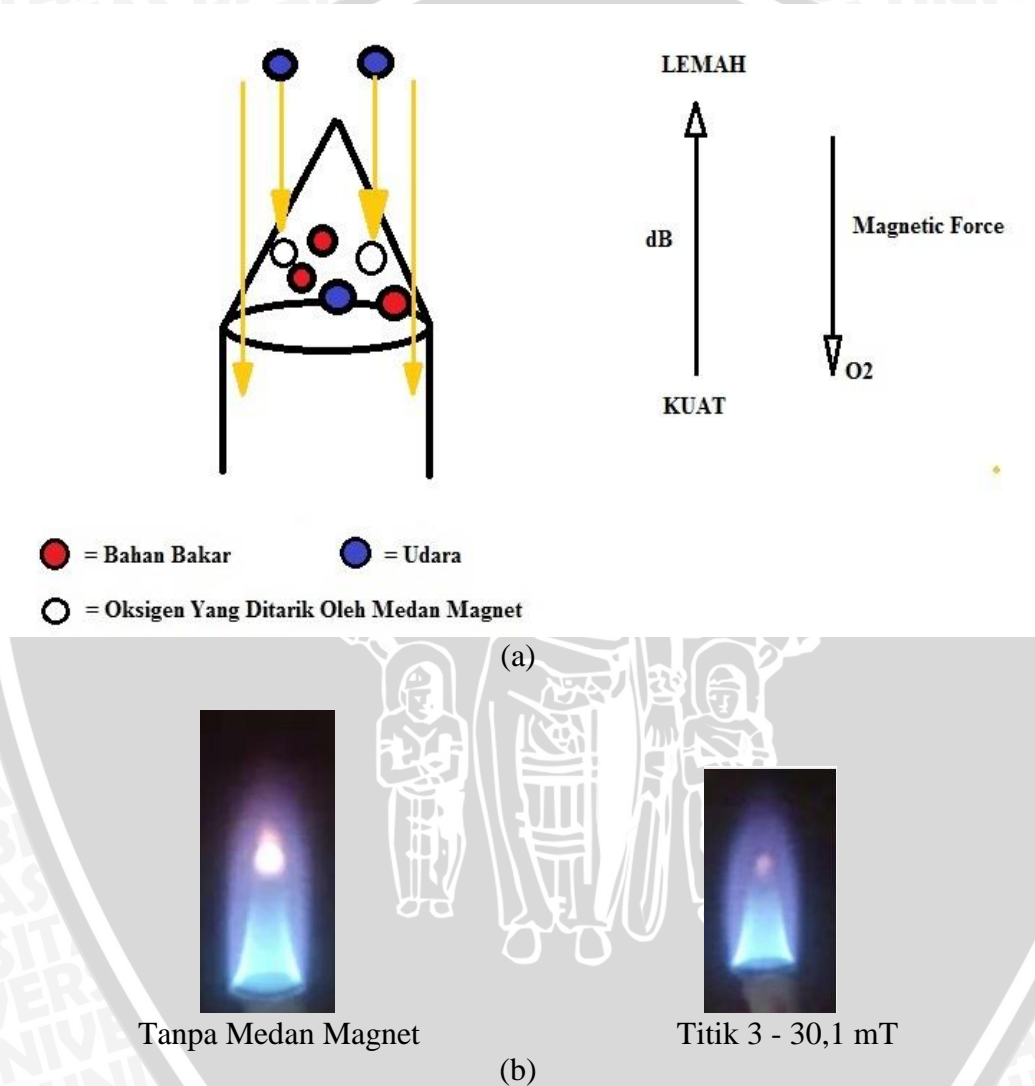 LEMAH
dB
Magnetic Force
O2
KUAT
= Bahan Bakar
= Udara
= Oksigen Yang Ditarik Oleh Medan Magnet
(a)
Tanpa Medan Magnet
Titik 3 - 30,1 mT
(b)